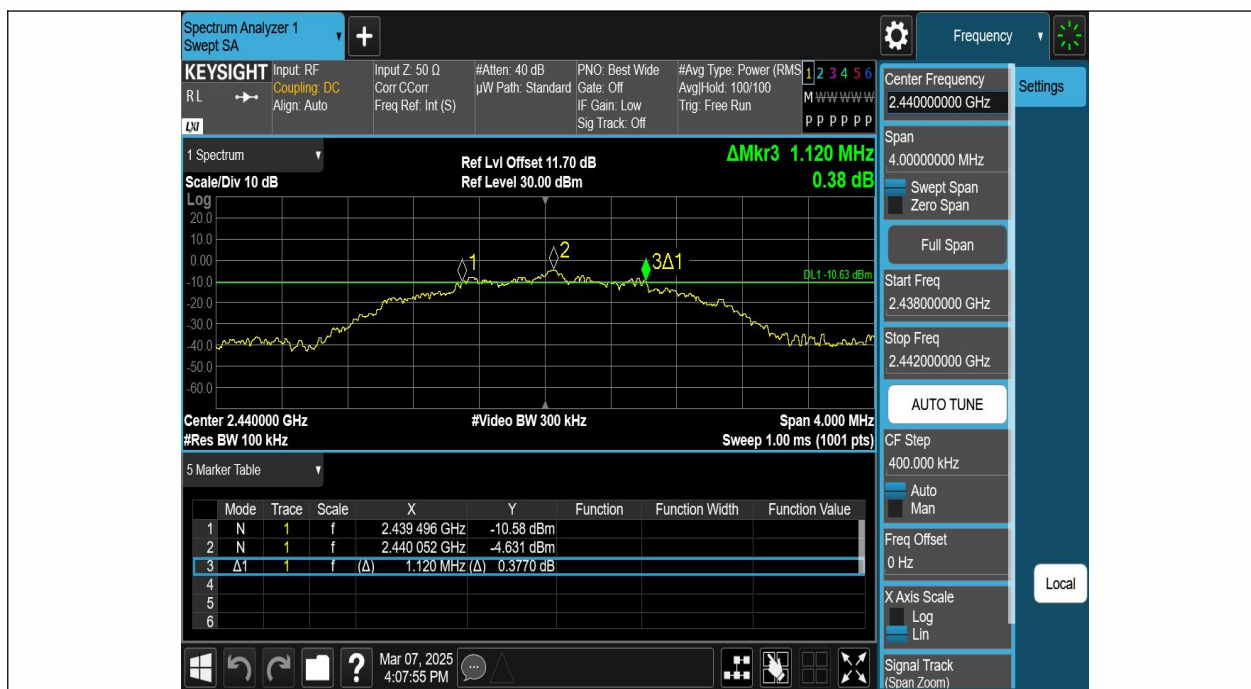 Spectrum Analyzer 1
Swept SA
+
Frequency
KEYSIGHT
RL
LXI
Input: RF
Coupling: DC
Align: Auto
Input Z: 50 Ω
Corr CCorr
Freq Ref: Int (S)
#Atten: 40 dB
µW Path: Standard
PNO: Best Wide
Gate: Off
IF Gain: Low
Sig Track: Off
#Avg Type: Power (RMS
Avg|Hold: 100/100
Trig: Free Run
1 2 3 4 5 6
M W W W W W
P P P P P P
1 Spectrum
Scale/Div 10 dB
Ref Lvl Offset 11.70 dB
Ref Level 30.00 dBm
ΔMkr3 1.120 MHz
0.38 dB
Log
20.0
10.0
0.00
-10.0
-20.0
-30.0
-40.0
-50.0
-60.0
1
2
3Δ1
DL1 -10.63 dBm
Center 2.440000 GHz
#Video BW 300 kHz
Span 4.000 MHz
#Res BW 100 kHz
Sweep 1.00 ms (1001 pts)
5 Marker Table
Mode Trace Scale X Y Function Function Width Function Value
1 N 1 f 2.439 496 GHz -10.58 dBm
2 N 1 f 2.440 052 GHz -4.631 dBm
3 Δ1 1 f (Δ) 1.120 MHz (Δ) 0.3770 dB
4
5
6
?
Mar 07, 2025
4:07:55 PM
Center Frequency
2.440000000 GHz
Settings
Span
4.00000000 MHz
Swept Span
Zero Span
Full Span
Start Freq
2.438000000 GHz
Stop Freq
2.442000000 GHz
AUTO TUNE
CF Step
400.000 kHz
Auto
Man
Freq Offset
0 Hz
X Axis Scale
Log
Lin
Local
Signal Track
(Span Zoom)